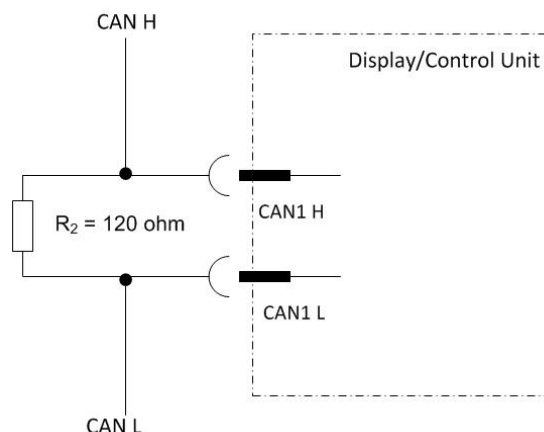 CAN H
Display/Control Unit
CAN1 H
R₂ = 120 ohm
CAN1 L
CAN L